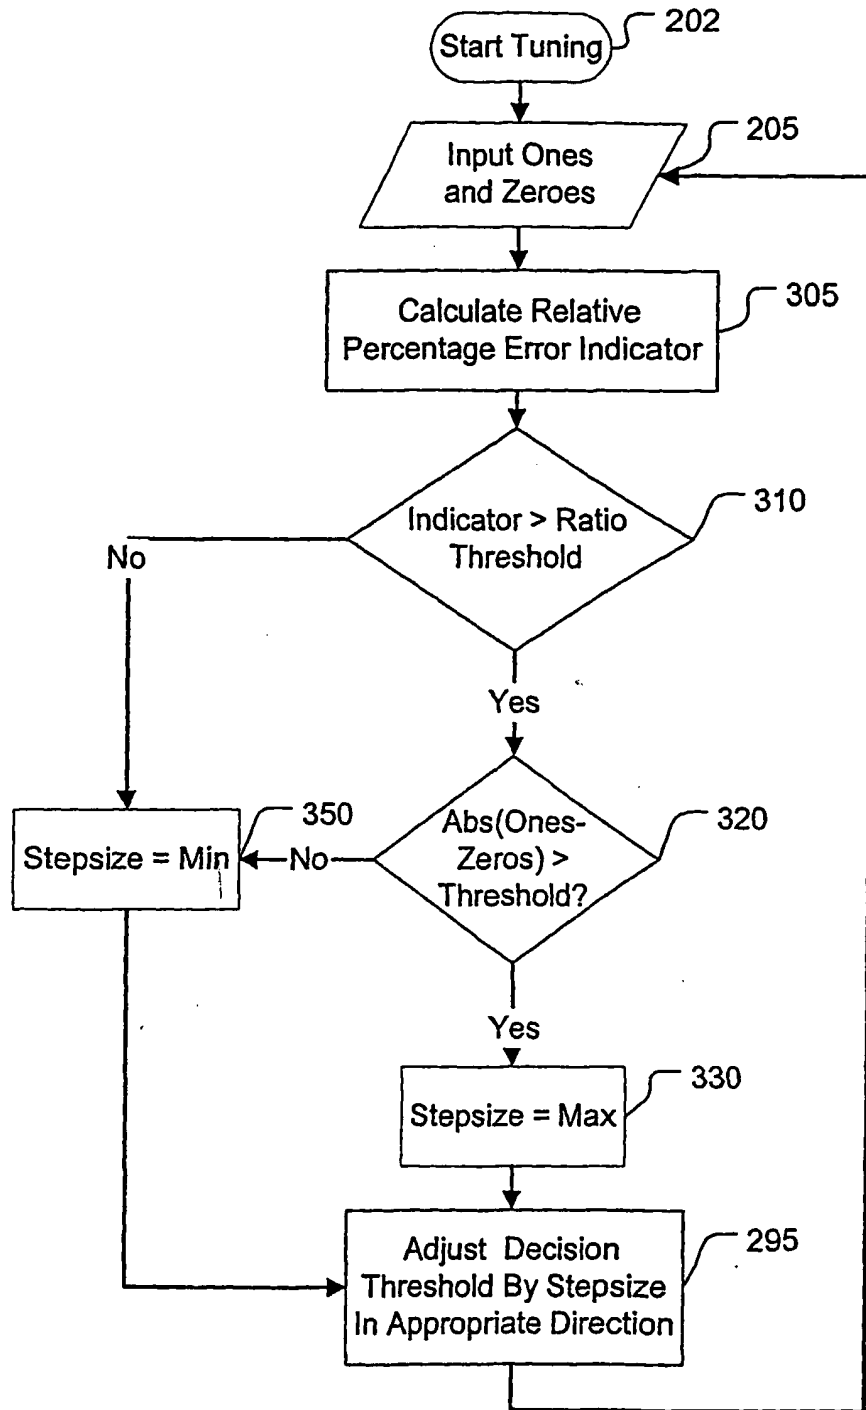 Start Tuning
202
Input Ones
and Zeroes
205
Calculate Relative
Percentage Error Indicator
305
Indicator > Ratio
Threshold
310
No
Yes
Abs(Ones-
Zeros) >
Threshold?
320
No
Stepsize = Min
350
Yes
Stepsize = Max
330
Adjust Decision
Threshold By Stepsize
In Appropriate Direction
295